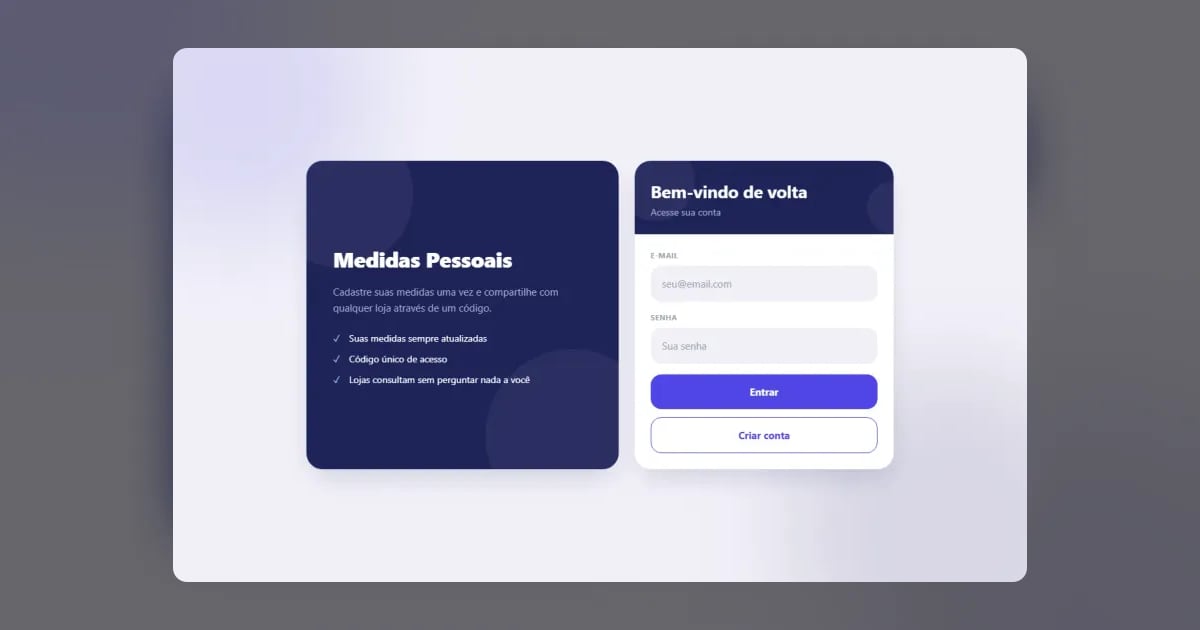 Medidas Pessoais
Cadastre suas medidas uma vez e compartilhe com
qualquer loja através de um código.
✓ Suas medidas sempre atualizadas
✓ Código único de acesso
✓ Lojas consultam sem perguntar nada a você
Bem-vindo de volta
Acesse sua conta
E-MAIL
seu@email.com
SENHA
Sua senha
Entrar
Criar conta